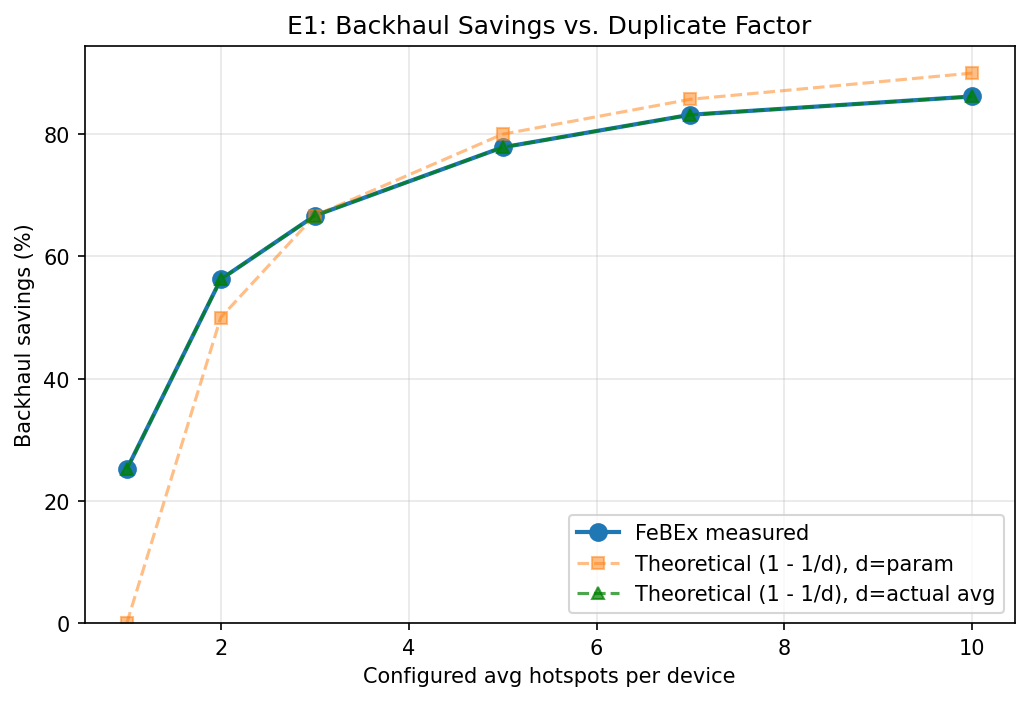 E1: Backhaul Savings vs. Duplicate Factor
Backhaul savings (%)
80
60
40
20
0
2
4
6
8
10
Configured avg hotspots per device
FeBEx measured
Theoretical (1 - 1/d), d=param
Theoretical (1 - 1/d), d=actual avg